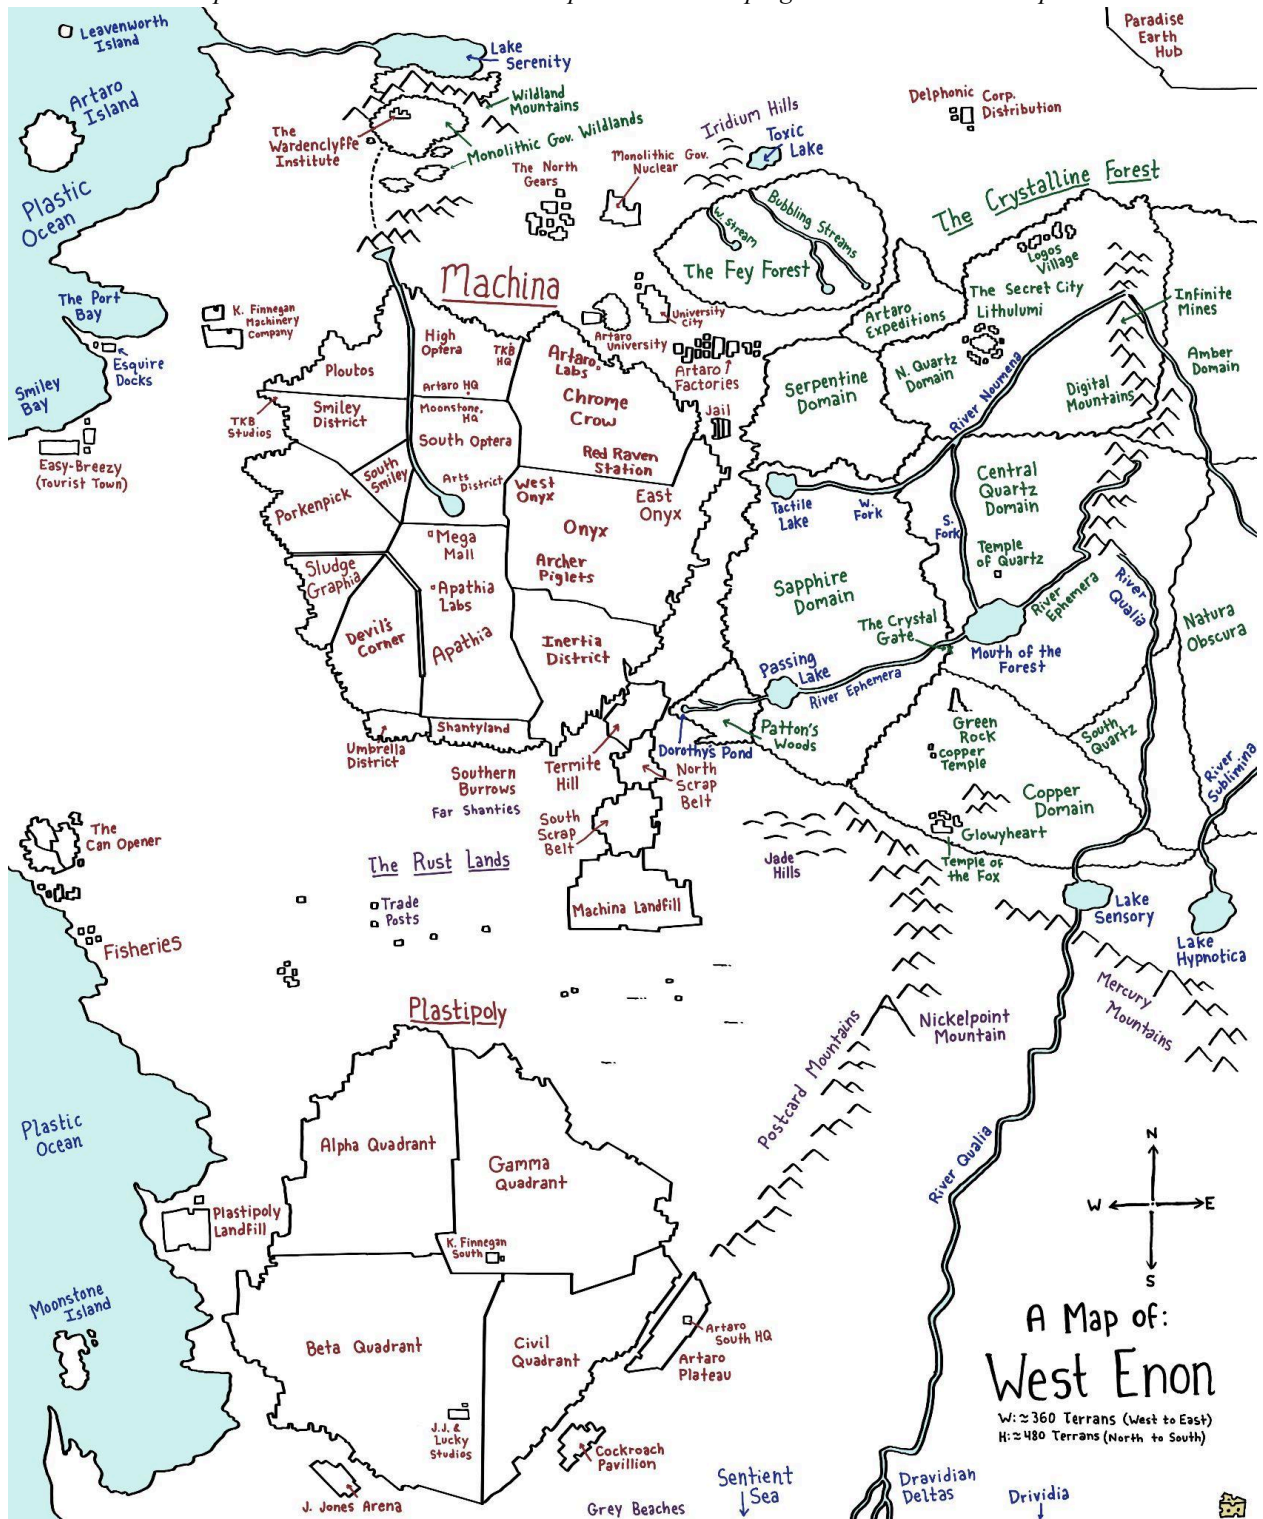 Leavenworth
Island
Artaro
Island
Plastic
Ocean
Lake
Serenity
Wildland
Mountains
The
Wardenclyffe
Institute
Monolithic Gov. Wildlands
The North
Gears
Monolithic Gov.
Nuclear
Iridium Hills
Toxic
Lake
Delphonic Corp.
Distribution
Paradise
Earth
Hub
The Crystalline Forest
W. Stream
Bubbling Streams
The Fey Forest
Logos
Village
The Secret City
Lithulumi
Infinite
Mines
Artaro
Expeditions
N. Quartz
Domain
Amber
Domain
Digital
Mountains
River Noumena
Serpentine
Domain
The Port
Bay
Esquire
Docks
Smiley
Bay
Easy-Breezy
(Tourist Town)
K. Finnegan
Machinery
Company
Machina
High
Optera
TKB
HQ
Artaro
Labs
Artaro
University
University
City
Artaro
Factories
Jail
Ploutos
TKB
Studios
Smiley
District
Artaro HQ
Moonstone
HQ
South Optera
Chrome
Crow
Red Raven
Station
South
Smiley
Arts
District
West
Onyx
East
Onyx
Onyx
Archer
Piglets
Porkenpick
Mega
Mall
Sludge
Graphia
Apathia
Labs
Apathia
Devil's
Corner
Inertia
District
Umbrella
District
Shantyland
Southern
Burrows
Far Shanties
Termite
Hill
North
Scrap
Belt
South
Scrap
Belt
Machina Landfill
Tactile
Lake
W.
Fork
S.
Fork
Central
Quartz
Domain
Temple
of Quartz
Sapphire
Domain
The Crystal
Gate
River Ephemera
River
Ephemera
River
Qualia
Mouth of the
Forest
Natura
Obscura
Passing
Lake
Dorothy's Pond
Patton's
Woods
Green
Rock
Copper
Temple
South
Quartz
Copper
Domain
Glowyheart
Temple of
the Fox
River
Sublimina
Jade
Hills
Lake
Sensory
Lake
Hypnotica
Mercury
Mountains
The
Can Opener
Fisheries
The Rust Lands
Trade
Posts
Plastipoly
Postcard Mountains
Nickelpoint
Mountain
River Qualia
Plastic
Ocean
Alpha Quadrant
Gamma
Quadrant
Plastipoly
Landfill
K. Finnegan
South
Moonstone
Island
Beta Quadrant
Civil
Quadrant
Artaro
South HQ
Artaro
Plateau
J.J. &
Lucky
Studios
Cockroach
Pavillion
J. Jones Arena
Grey Beaches
Sentient
Sea
Dravidian
Deltas
Drividia
N
W
E
S
A Map of:
West Enon
W: ≈360 Terrans (West to East)
H: ≈480 Terrans (North to South)